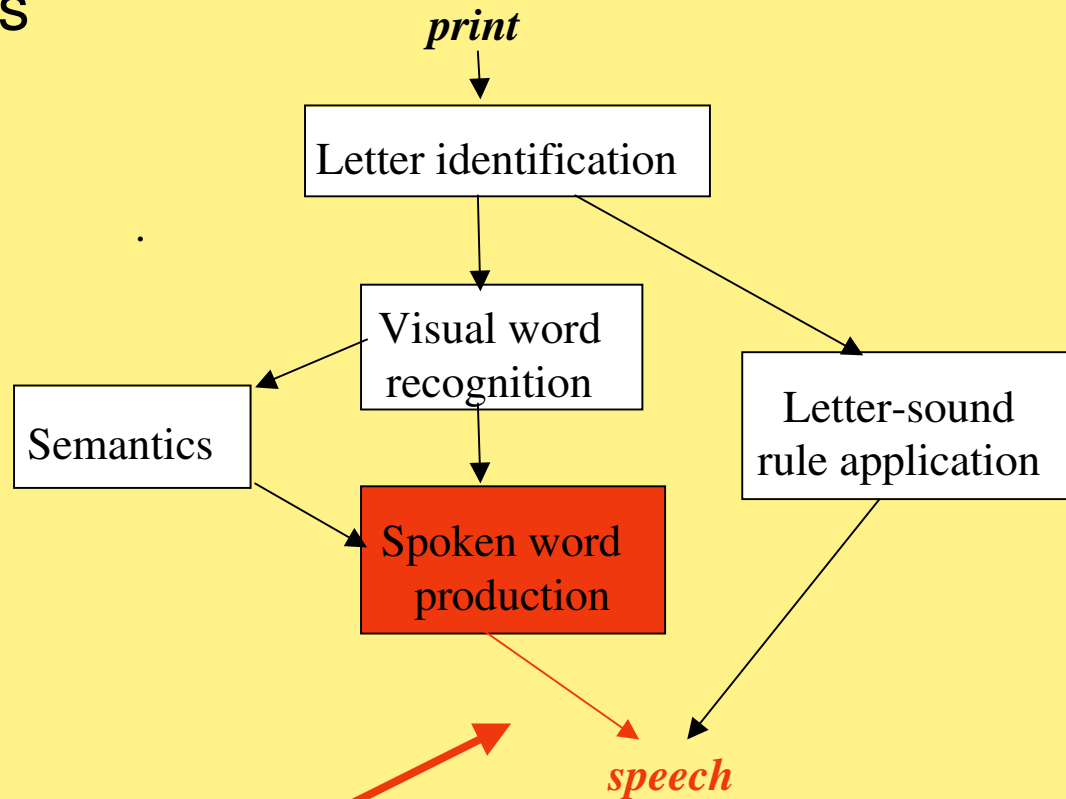 s
print
Letter identification
Visual word
recognition
Semantics
Letter-sound
rule application
Spoken word
production
speech